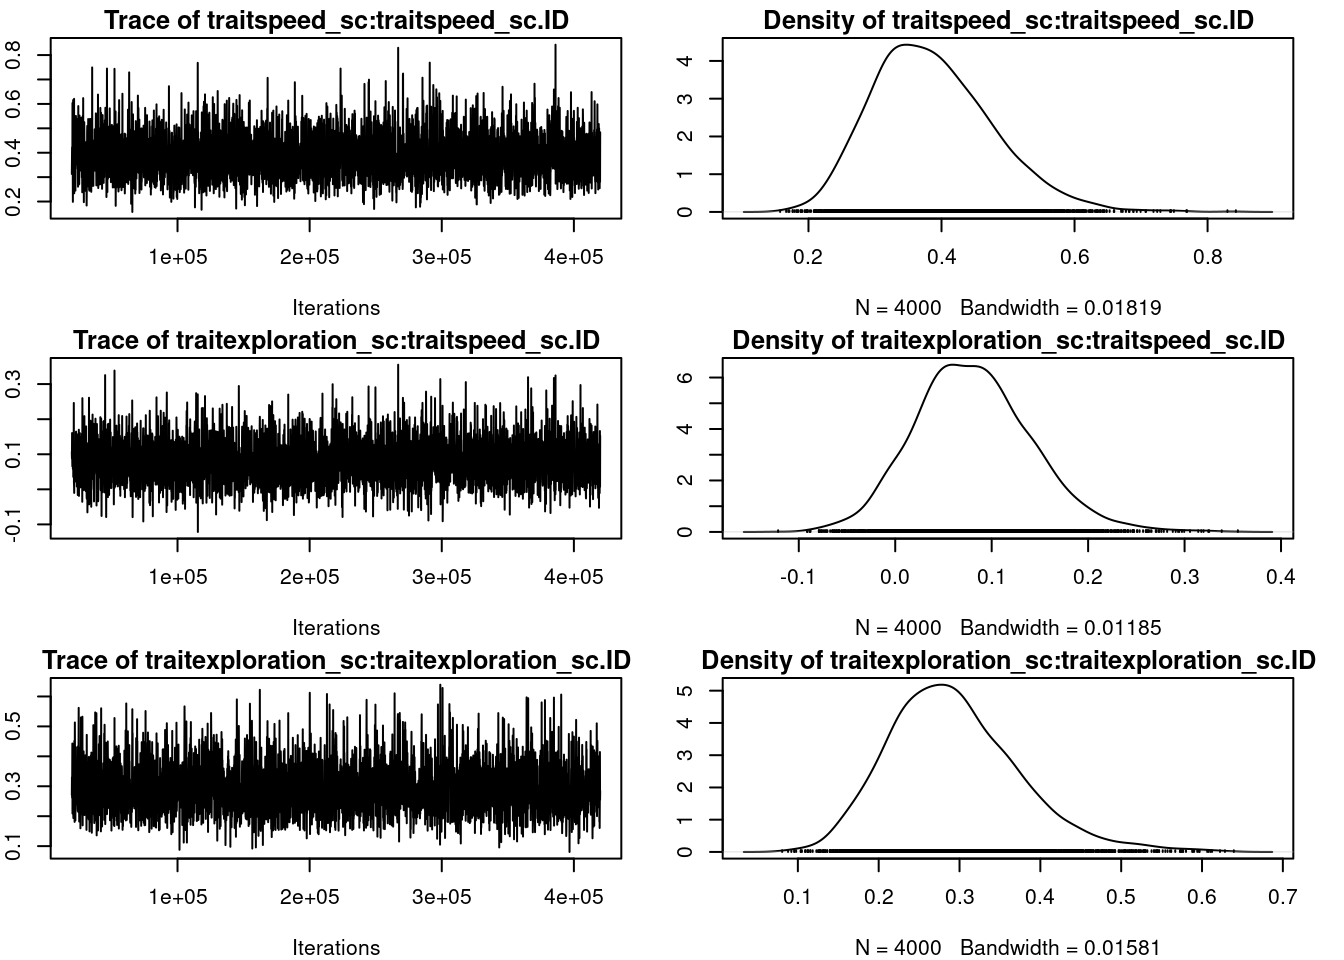 Trace of traitspeed_sc:traitspeed_sc.ID
0.2 0.4 0.6 0.8
1e+05 2e+05 3e+05 4e+05
Iterations
Density of traitspeed_sc:traitspeed_sc.ID
0 1 2 3 4
0.2 0.4 0.6 0.8
N = 4000 Bandwidth = 0.01819
Trace of traitexploration_sc:traitspeed_sc.ID
-0.1 0.1 0.3
1e+05 2e+05 3e+05 4e+05
Iterations
Density of traitexploration_sc:traitspeed_sc.ID
0 2 4 6
-0.1 0.0 0.1 0.2 0.3 0.4
N = 4000 Bandwidth = 0.01185
Trace of traitexploration_sc:traitexploration_sc.ID
0.1 0.3 0.5
1e+05 2e+05 3e+05 4e+05
Iterations
Density of traitexploration_sc:traitexploration_sc.ID
0 1 2 3 4 5
0.1 0.2 0.3 0.4 0.5 0.6 0.7
N = 4000 Bandwidth = 0.01581